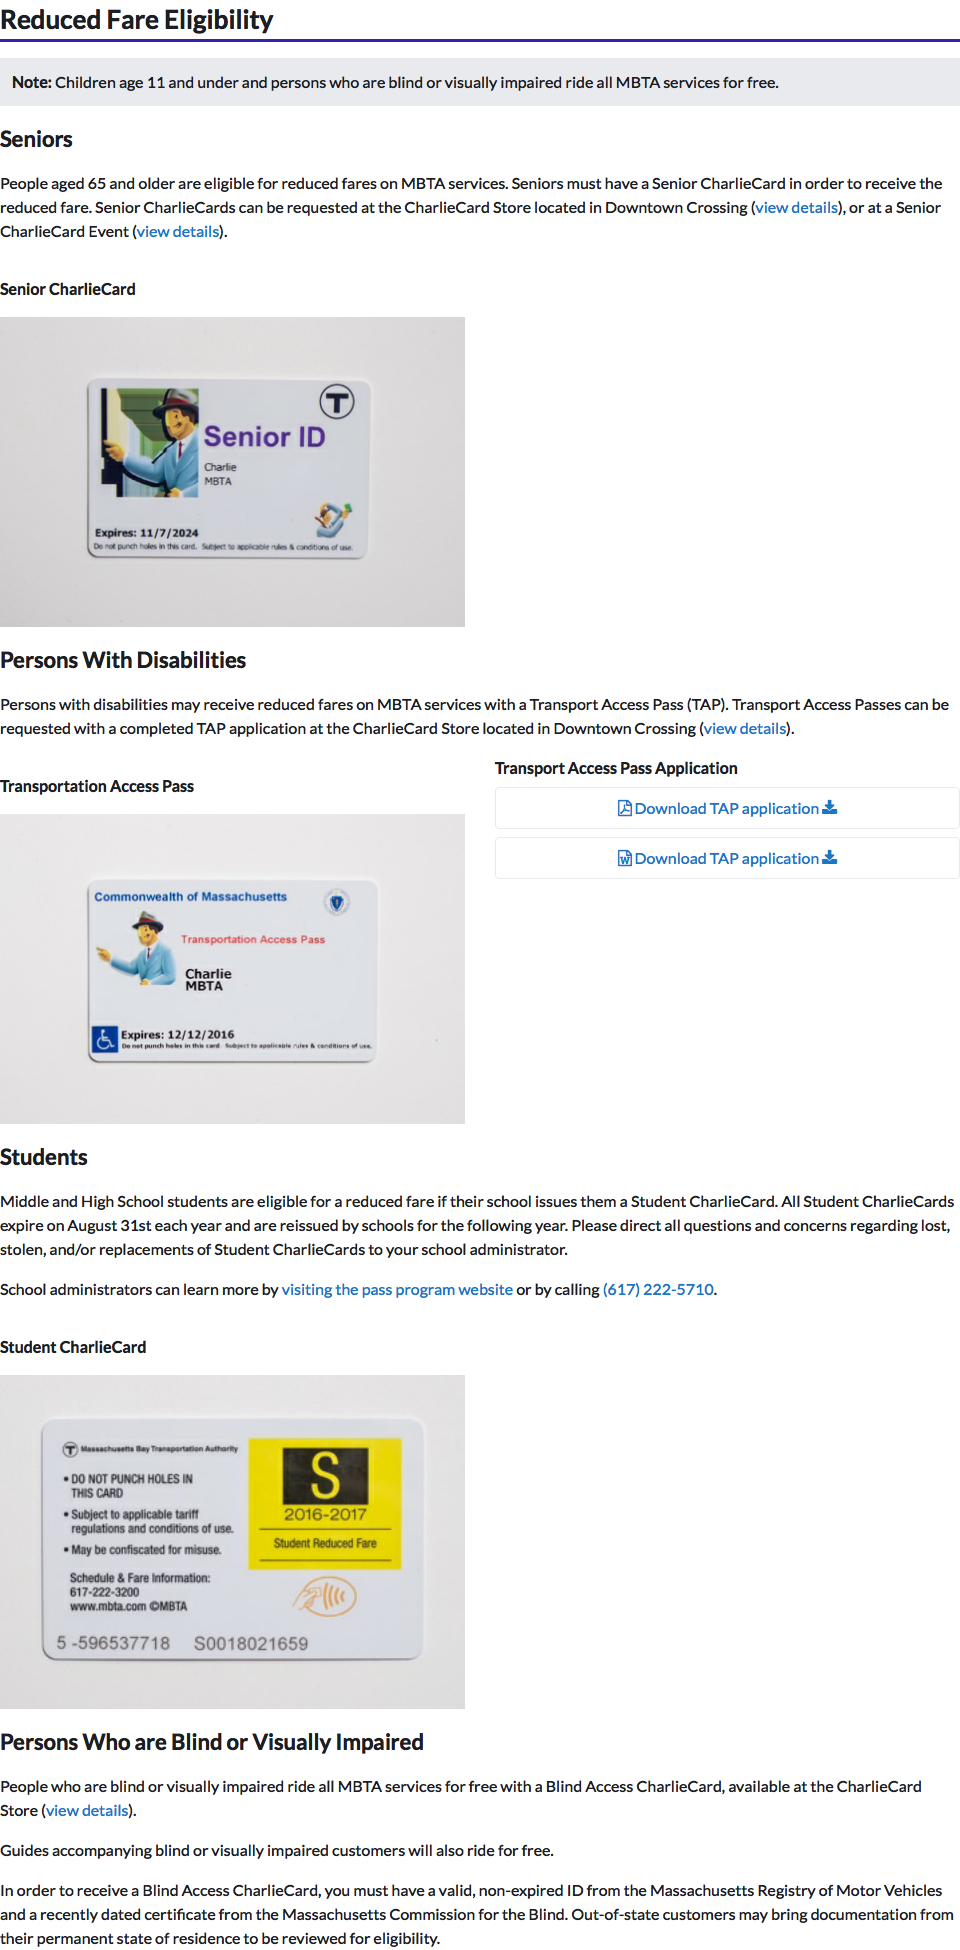 Reduced Fare Eligibility
Note: Children age 11 and under and persons who are blind or visually impaired ride all MBTA services for free.
Seniors
People aged 65 and older are eligible for reduced fares on MBTA services. Seniors must have a Senior CharlieCard in order to receive the
reduced fare. Senior CharlieCards can be requested at the CharlieCard Store located in Downtown Crossing (view details), or at a Senior
CharlieCard Event (view details).
Senior CharlieCard
T
Senior ID
Charlie
MBTA
Expires: 11/7/2024
Do not punch holes in this card. Subject to applicable rules & conditions of use.
Persons With Disabilities
Persons with disabilities may receive reduced fares on MBTA services with a Transport Access Pass (TAP). Transport Access Passes can be
requested with a completed TAP application at the CharlieCard Store located in Downtown Crossing (view details).
Transportation Access Pass
Commonwealth of Massachusetts
Transportation Access Pass
Charlie
MBTA
Expires: 12/12/2016
Do not punch holes in this card. Subject to applicable rules & conditions of use.
Transport Access Pass Application
Download TAP application
Download TAP application
Students
Middle and High School students are eligible for a reduced fare if their school issues them a Student CharlieCard. All Student CharlieCards
expire on August 31st each year and are reissued by schools for the following year. Please direct all questions and concerns regarding lost,
stolen, and/or replacements of Student CharlieCards to your school administrator.
School administrators can learn more by visiting the pass program website or by calling (617) 222-5710.
Student CharlieCard
T Massachusetts Bay Transportation Authority
• DO NOT PUNCH HOLES IN
THIS CARD
• Subject to applicable tariff
regulations and conditions of use.
• May be confiscated for misuse.
Schedule & Fare Information:
617-222-3200
www.mbta.com ©MBTA
S
2016-2017
Student Reduced Fare
5 -596537718 S0018021659
Persons Who are Blind or Visually Impaired
People who are blind or visually impaired ride all MBTA services for free with a Blind Access CharlieCard, available at the CharlieCard
Store (view details).
Guides accompanying blind or visually impaired customers will also ride for free.
In order to receive a Blind Access CharlieCard, you must have a valid, non-expired ID from the Massachusetts Registry of Motor Vehicles
and a recently dated certificate from the Massachusetts Commission for the Blind. Out-of-state customers may bring documentation from
their permanent state of residence to be reviewed for eligibility.